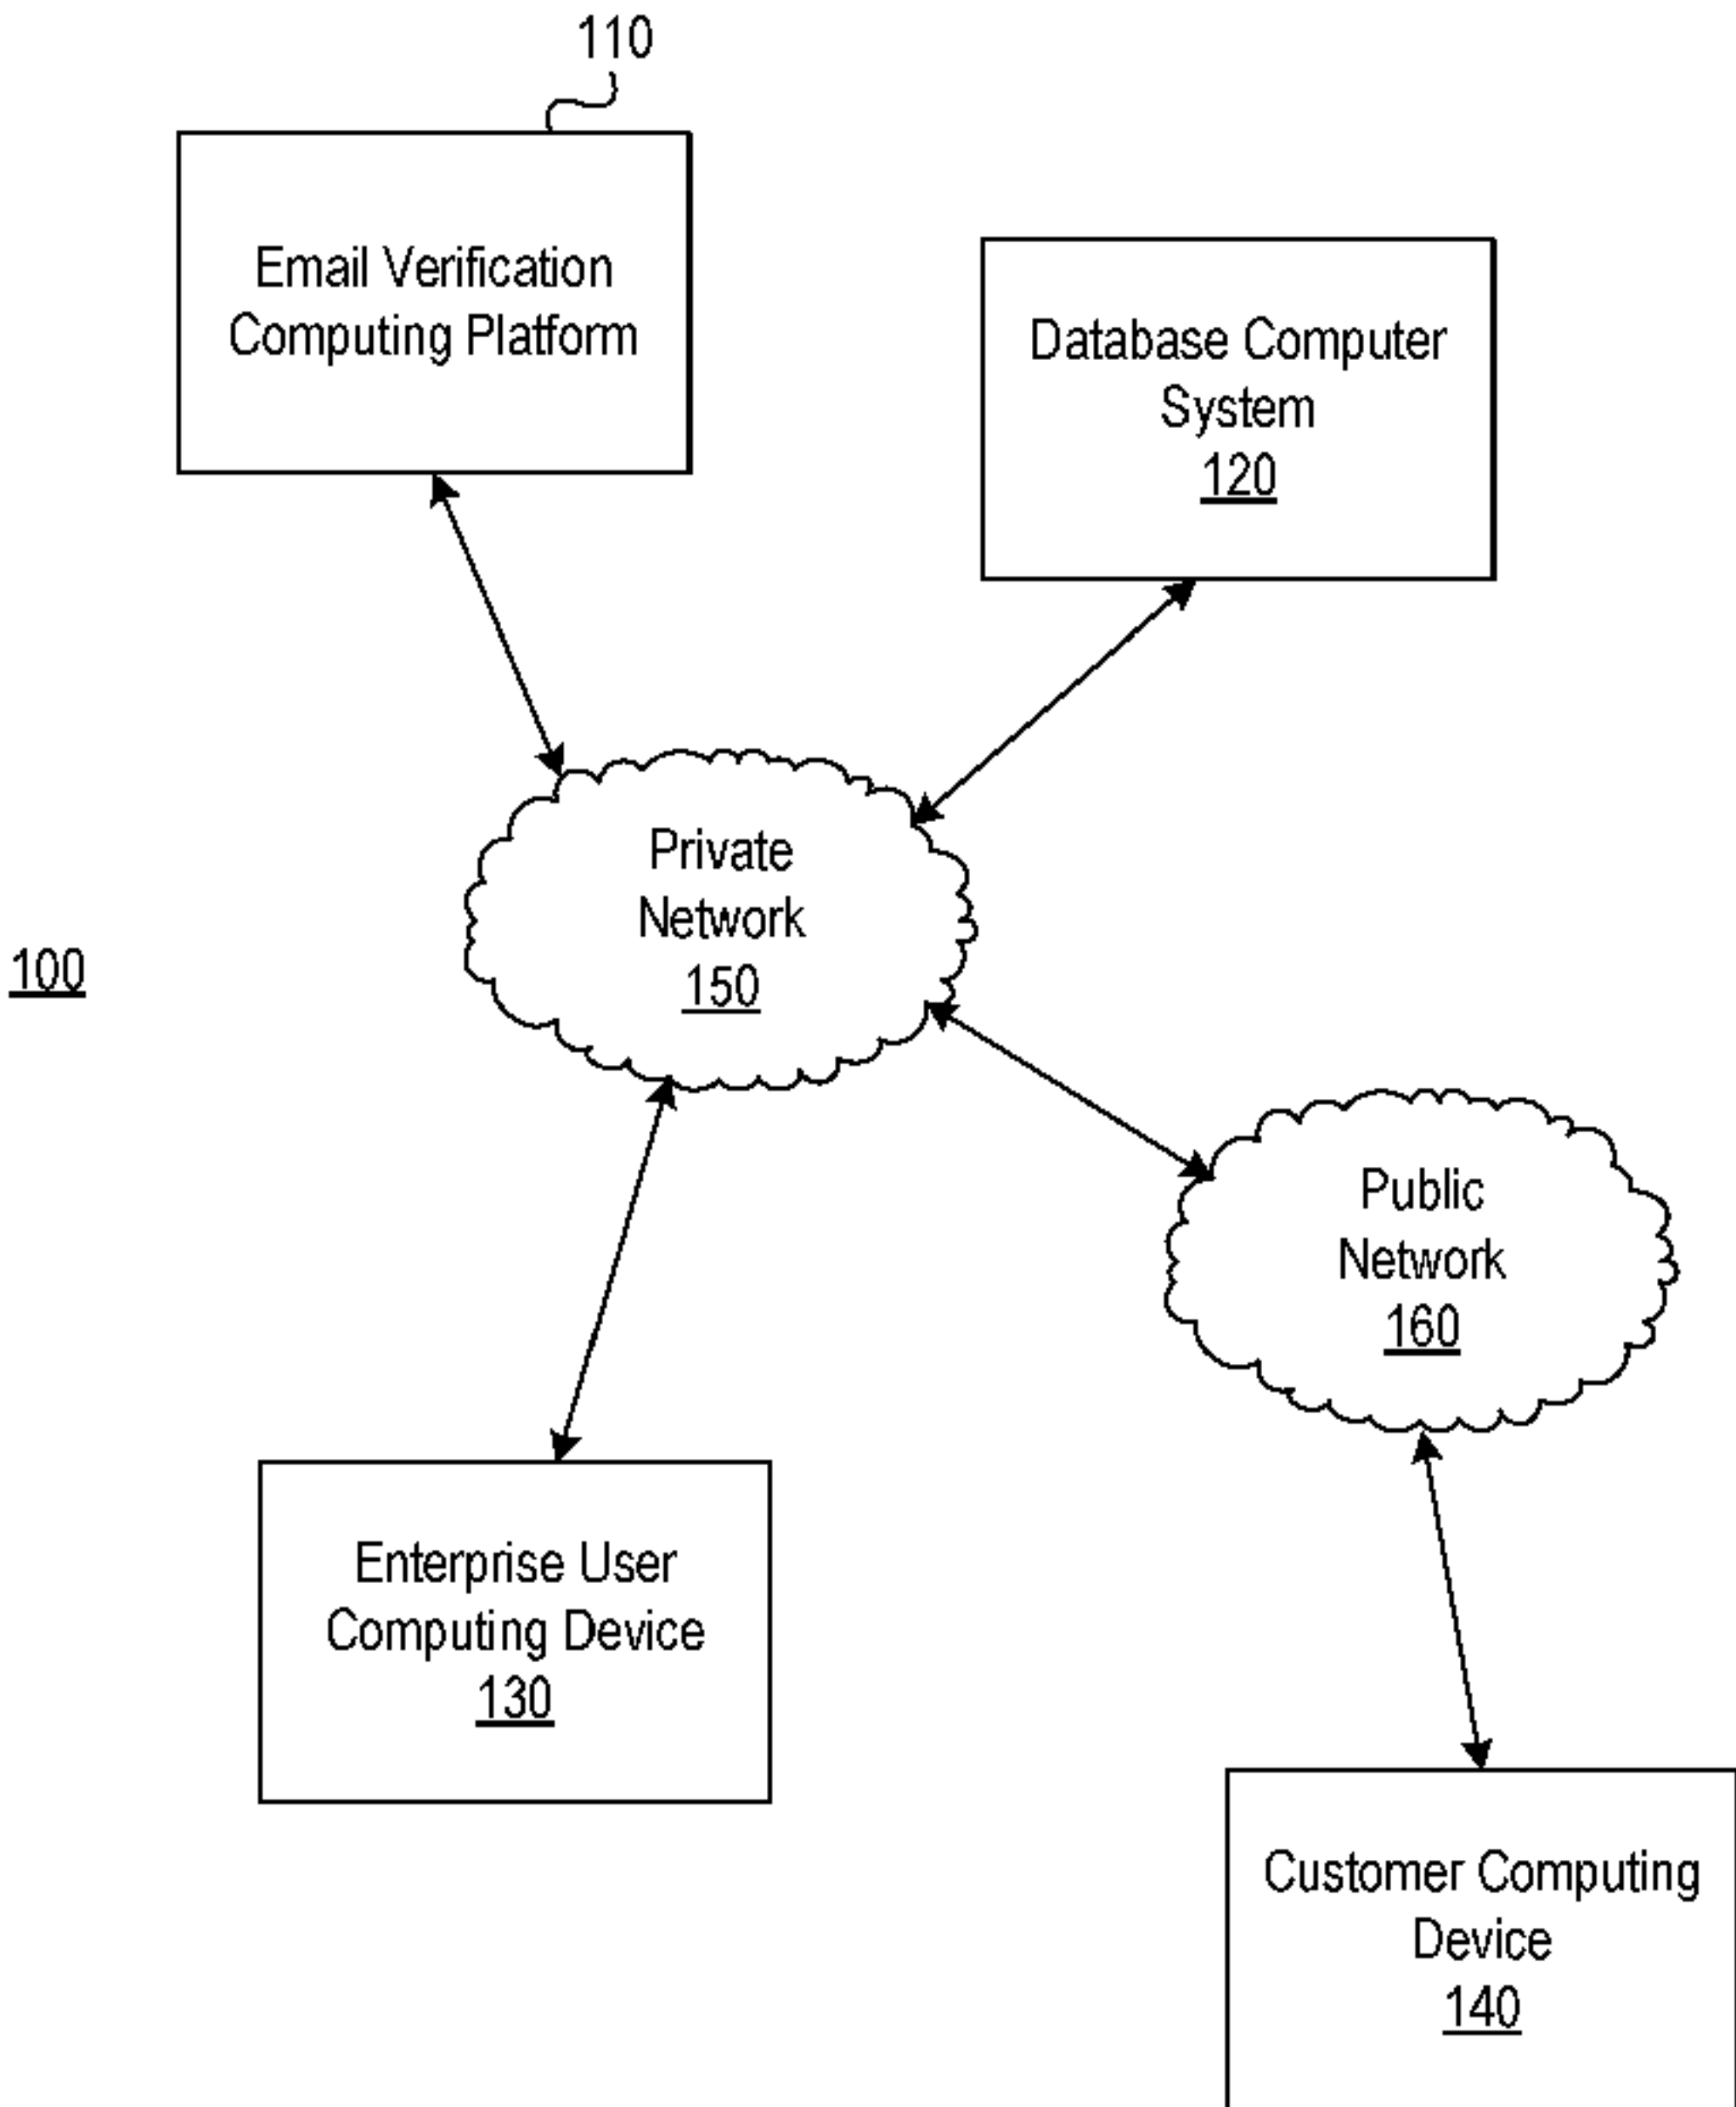 110
Email Verification
Computing Platform
Database Computer
System
120
Private
Network
150
100
Public
Network
160
Enterprise User
Computing Device
130
Customer Computing
Device
140